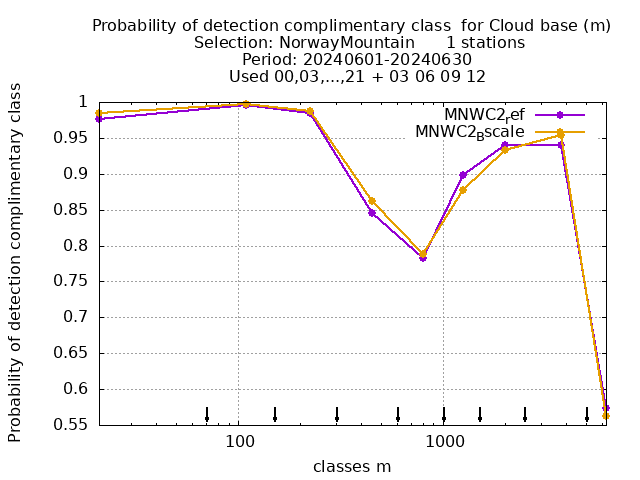 Probability of detection complimentary class  for Cloud base (m)
Selection: NorwayMountain      1 stations
Period: 20240601-20240630
Used 00,03,...,21 + 03 06 09 12
Probability of detection complimentary class
1
0.95
0.9
0.85
0.8
0.75
0.7
0.65
0.6
0.55
MNWC2ref
MNWC2Bscale
100
1000
classes m